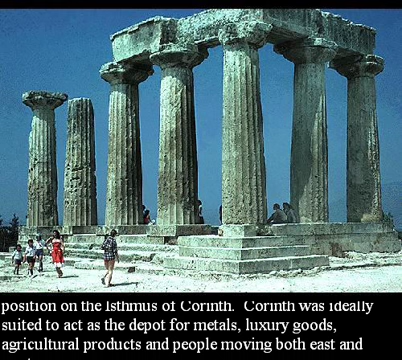 position on the Isthmus of Corinth. Corinth was ideally
suited to act as the depot for metals, luxury goods,
agricultural products and people moving both east and